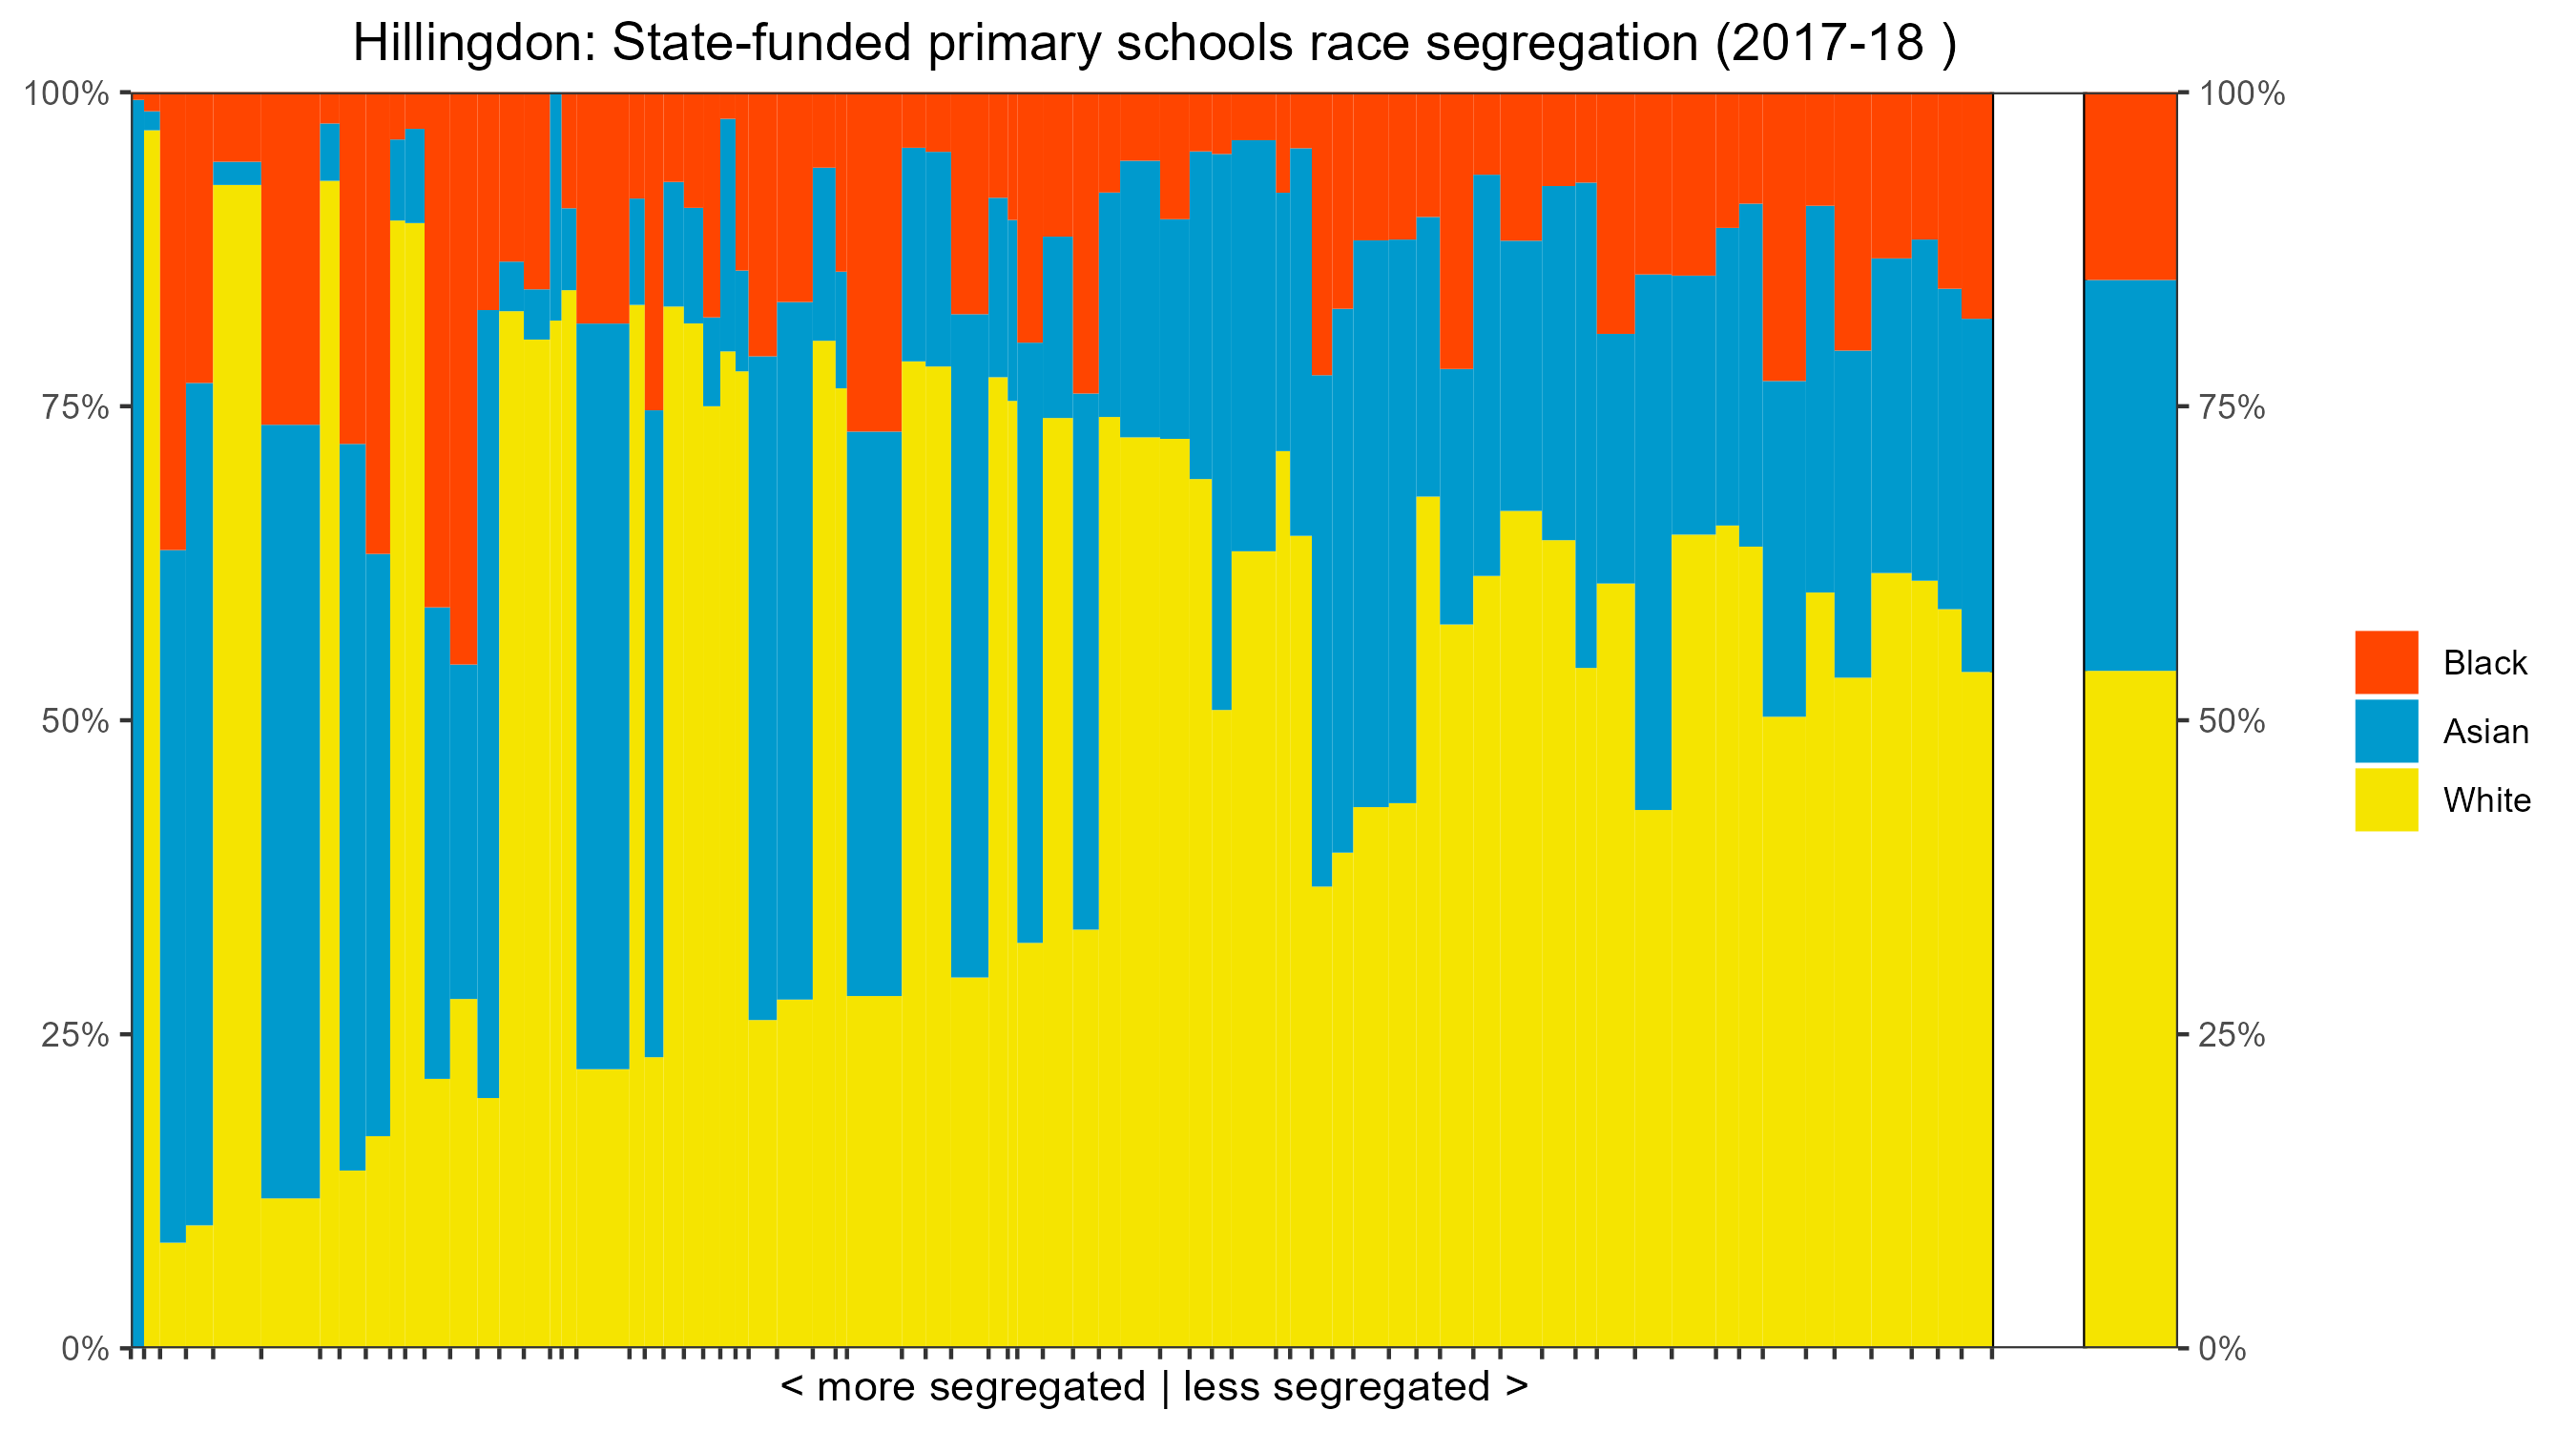 Hillingdon: State-funded primary schools race segregation (2017-18 )
100%
75%
50%
25%
0%
100%
75%
50%
25%
0%
Black
Asian
White
< more segregated | less segregated >